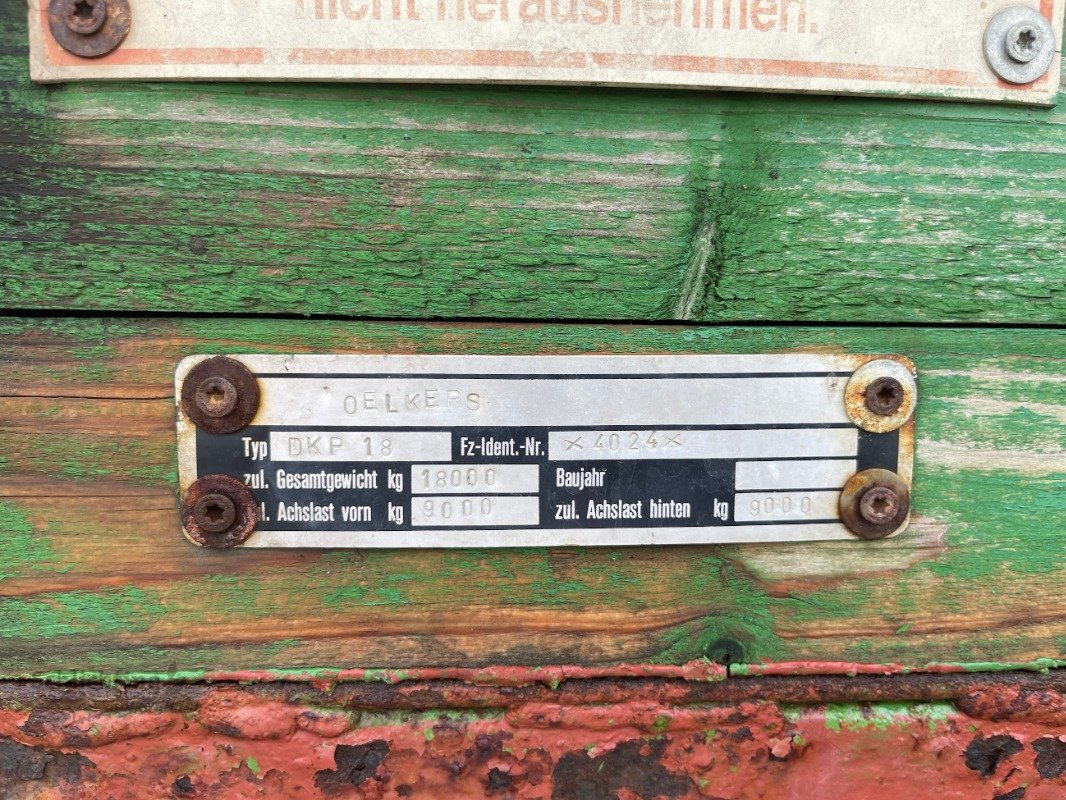 nicht herausnehmen.
OELKERS
Typ DKP 18 Fz-Ident.-Nr. ×4024×
zul. Gesamtgewicht kg 18000 Baujahr
zul. Achslast vorn kg 9000 zul. Achslast hinten kg 9000